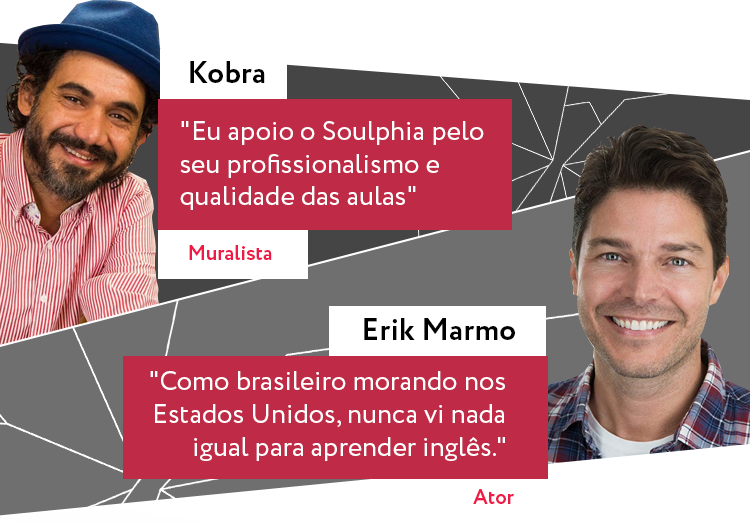 Kobra
"Eu apoio o Soulphia pelo
seu profissionalismo e
qualidade das aulas"
Muralista
Erik Marmo
"Como brasileiro morando nos
Estados Unidos, nunca vi nada
igual para aprender inglês."
Ator